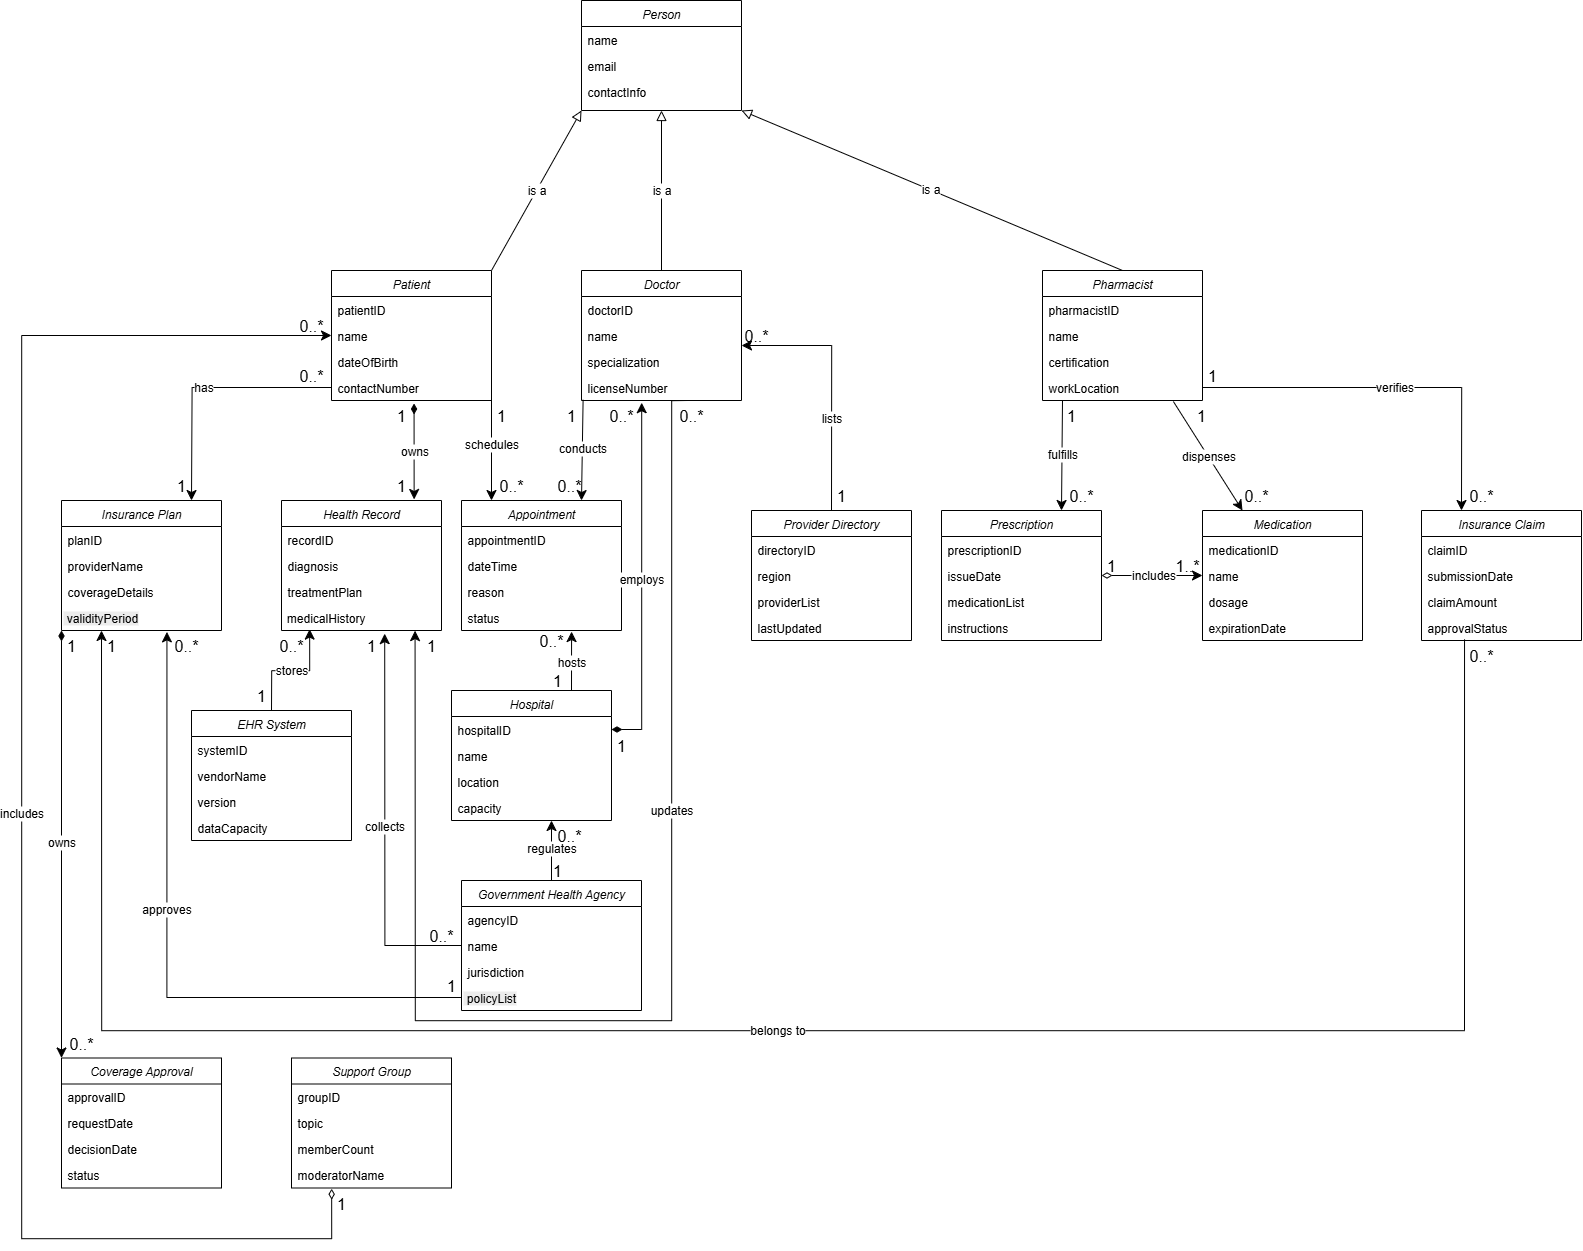 Person
name
email
contactInfo
is a
is a
is a
Patient
patientID
name
dateOfBirth
contactNumber
Doctor
doctorID
name
specialization
licenseNumber
Pharmacist
pharmacistID
name
certification
workLocation
0..*
0..*
has
1
1
owns
1
1
schedules
0..*
1
conducts
0..*
0..*
employs
0..*
0..*
lists
1
1
fulfills
0..*
1
dispenses
0..*
1
verifies
0..*
Insurance Plan
planID
providerName
coverageDetails
validityPeriod
Health Record
recordID
diagnosis
treatmentPlan
medicalHistory
Appointment
appointmentID
dateTime
reason
status
Provider Directory
directoryID
region
providerList
lastUpdated
Prescription
prescriptionID
issueDate
medicationList
instructions
1
includes
1..*
Medication
medicationID
name
dosage
expirationDate
Insurance Claim
claimID
submissionDate
claimAmount
approvalStatus
1
1
0..*
0..*
1
1
0..*
0..*
stores
1
hosts
1
EHR System
systemID
vendorName
version
dataCapacity
Hospital
hospitalID
name
location
capacity
1
includes
owns
collects
updates
0..*
regulates
1
approves
Government Health Agency
agencyID
name
jurisdiction
policyList
0..*
1
belongs to
0..*
Coverage Approval
approvalID
requestDate
decisionDate
status
Support Group
groupID
topic
memberCount
moderatorName
1